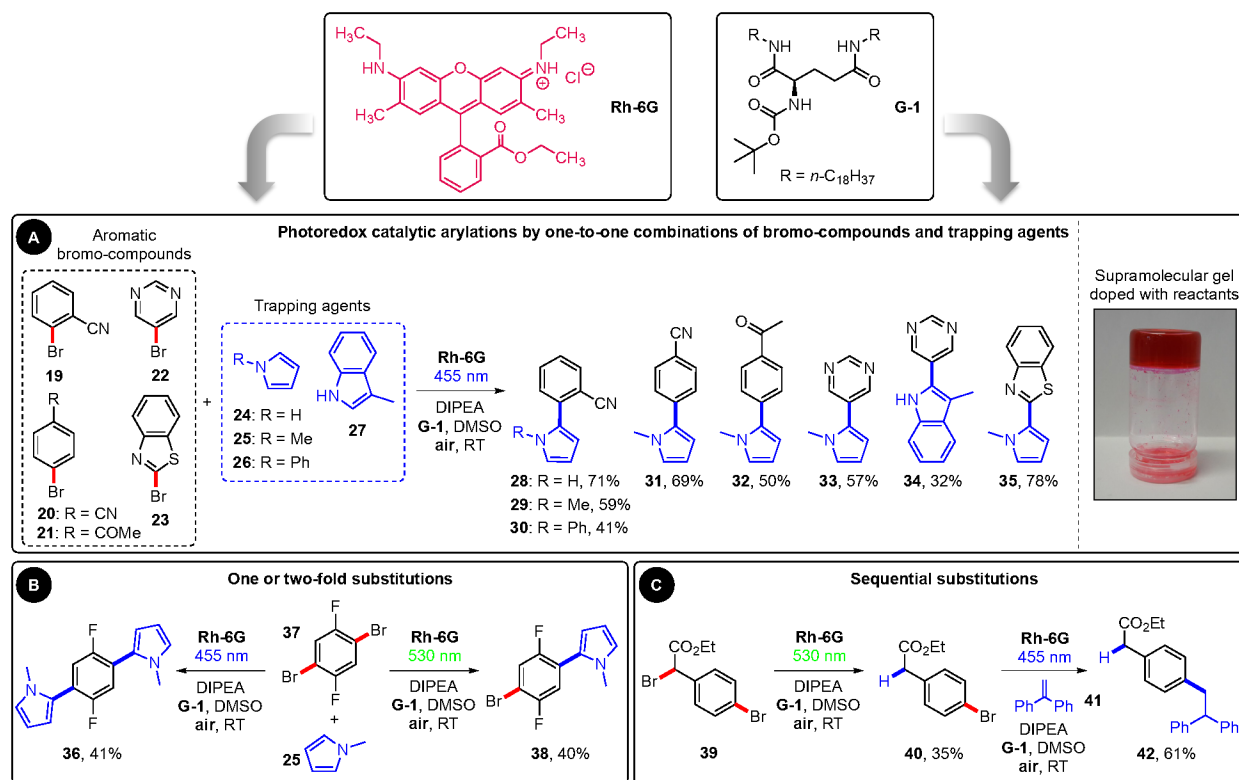 H₃C
CH₃
HN
O
NH
⊕
Cl⊖
H₃C
CH₃
O
O
CH₃
Rh-6G
R
R
NH
HN
O
O
NH
O
O
R = n-C₁₈H₃₇
G-1
A
Photoredox catalytic arylations by one-to-one combinations of bromo-compounds and trapping agents
Aromatic
bromo-compounds
CN
Br
19
N
N
Br
22
R
Br
20: R = CN
21: R = COMe
N
S
Br
23
+
Trapping agents
R
N
24: R = H
25: R = Me
26: R = Ph
HN
27
Rh-6G
455 nm
DIPEA
G-1, DMSO
air, RT
CN
R
N
28: R = H, 71%
29: R = Me, 59%
30: R = Ph, 41%
CN
N
31, 69%
O
N
32, 50%
N
N
N
33, 57%
N
N
HN
34, 32%
N
S
N
35, 78%
Supramolecular gel
doped with reactants
B
One or two-fold substitutions
F
N
N
F
36, 41%
Rh-6G
455 nm
DIPEA
G-1, DMSO
air, RT
37
F
Br
Br
F
+
N
25
Rh-6G
530 nm
DIPEA
G-1, DMSO
air, RT
F
N
Br
F
38, 40%
C
Sequential substitutions
CO₂Et
Br
Br
39
Rh-6G
530 nm
DIPEA
G-1, DMSO
air, RT
CO₂Et
H
Br
40, 35%
Rh-6G
455 nm
Ph
Ph
41
DIPEA
G-1, DMSO
air, RT
CO₂Et
H
Ph
Ph
42, 61%